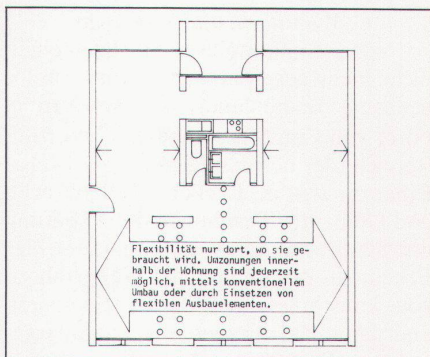 Flexibilität nur dort, wo sie ge-
braucht wird. Umzonungen inner-
halb der Wohnung sind jederzeit
möglich, mittels konventionellem
Umbau oder durch Einsetzen von
flexiblen Ausbauelementen.